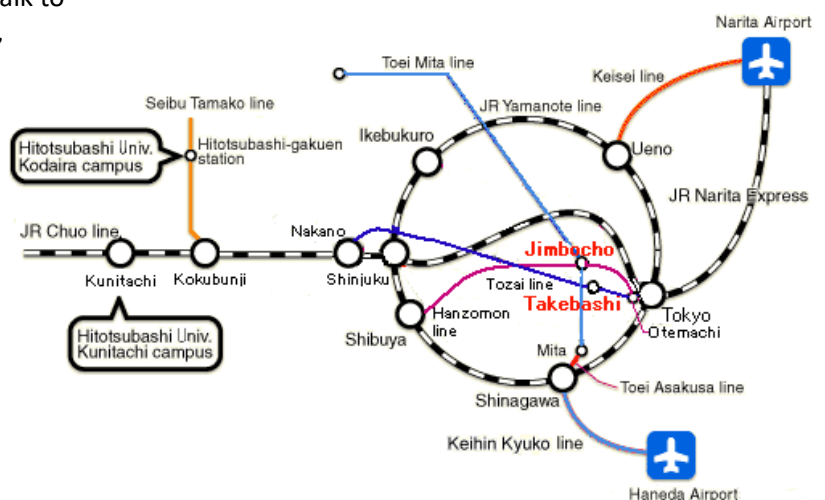 alk to
Narita Airport
Toei Mita line
Keisei line
Seibu Tamako line
JR Yamanote line
Ikebukuro
Hitotsubashi Univ.
Kodaira campus
Hitotsubashi-gakuen
station
Ueno
JR Narita Express
JR Chuo line
Nakano
Jimbocho
Kunitachi
Kokubunji
Shinjuku
Tozai line
Takebashi
Hanzomon
line
Tokyo
Otemachi
Hitotsubashi Univ.
Kunitachi campus
Shibuya
Mita
Toei Asakusa line
Shinagawa
Keihin Kyuko line
Haneda Airport